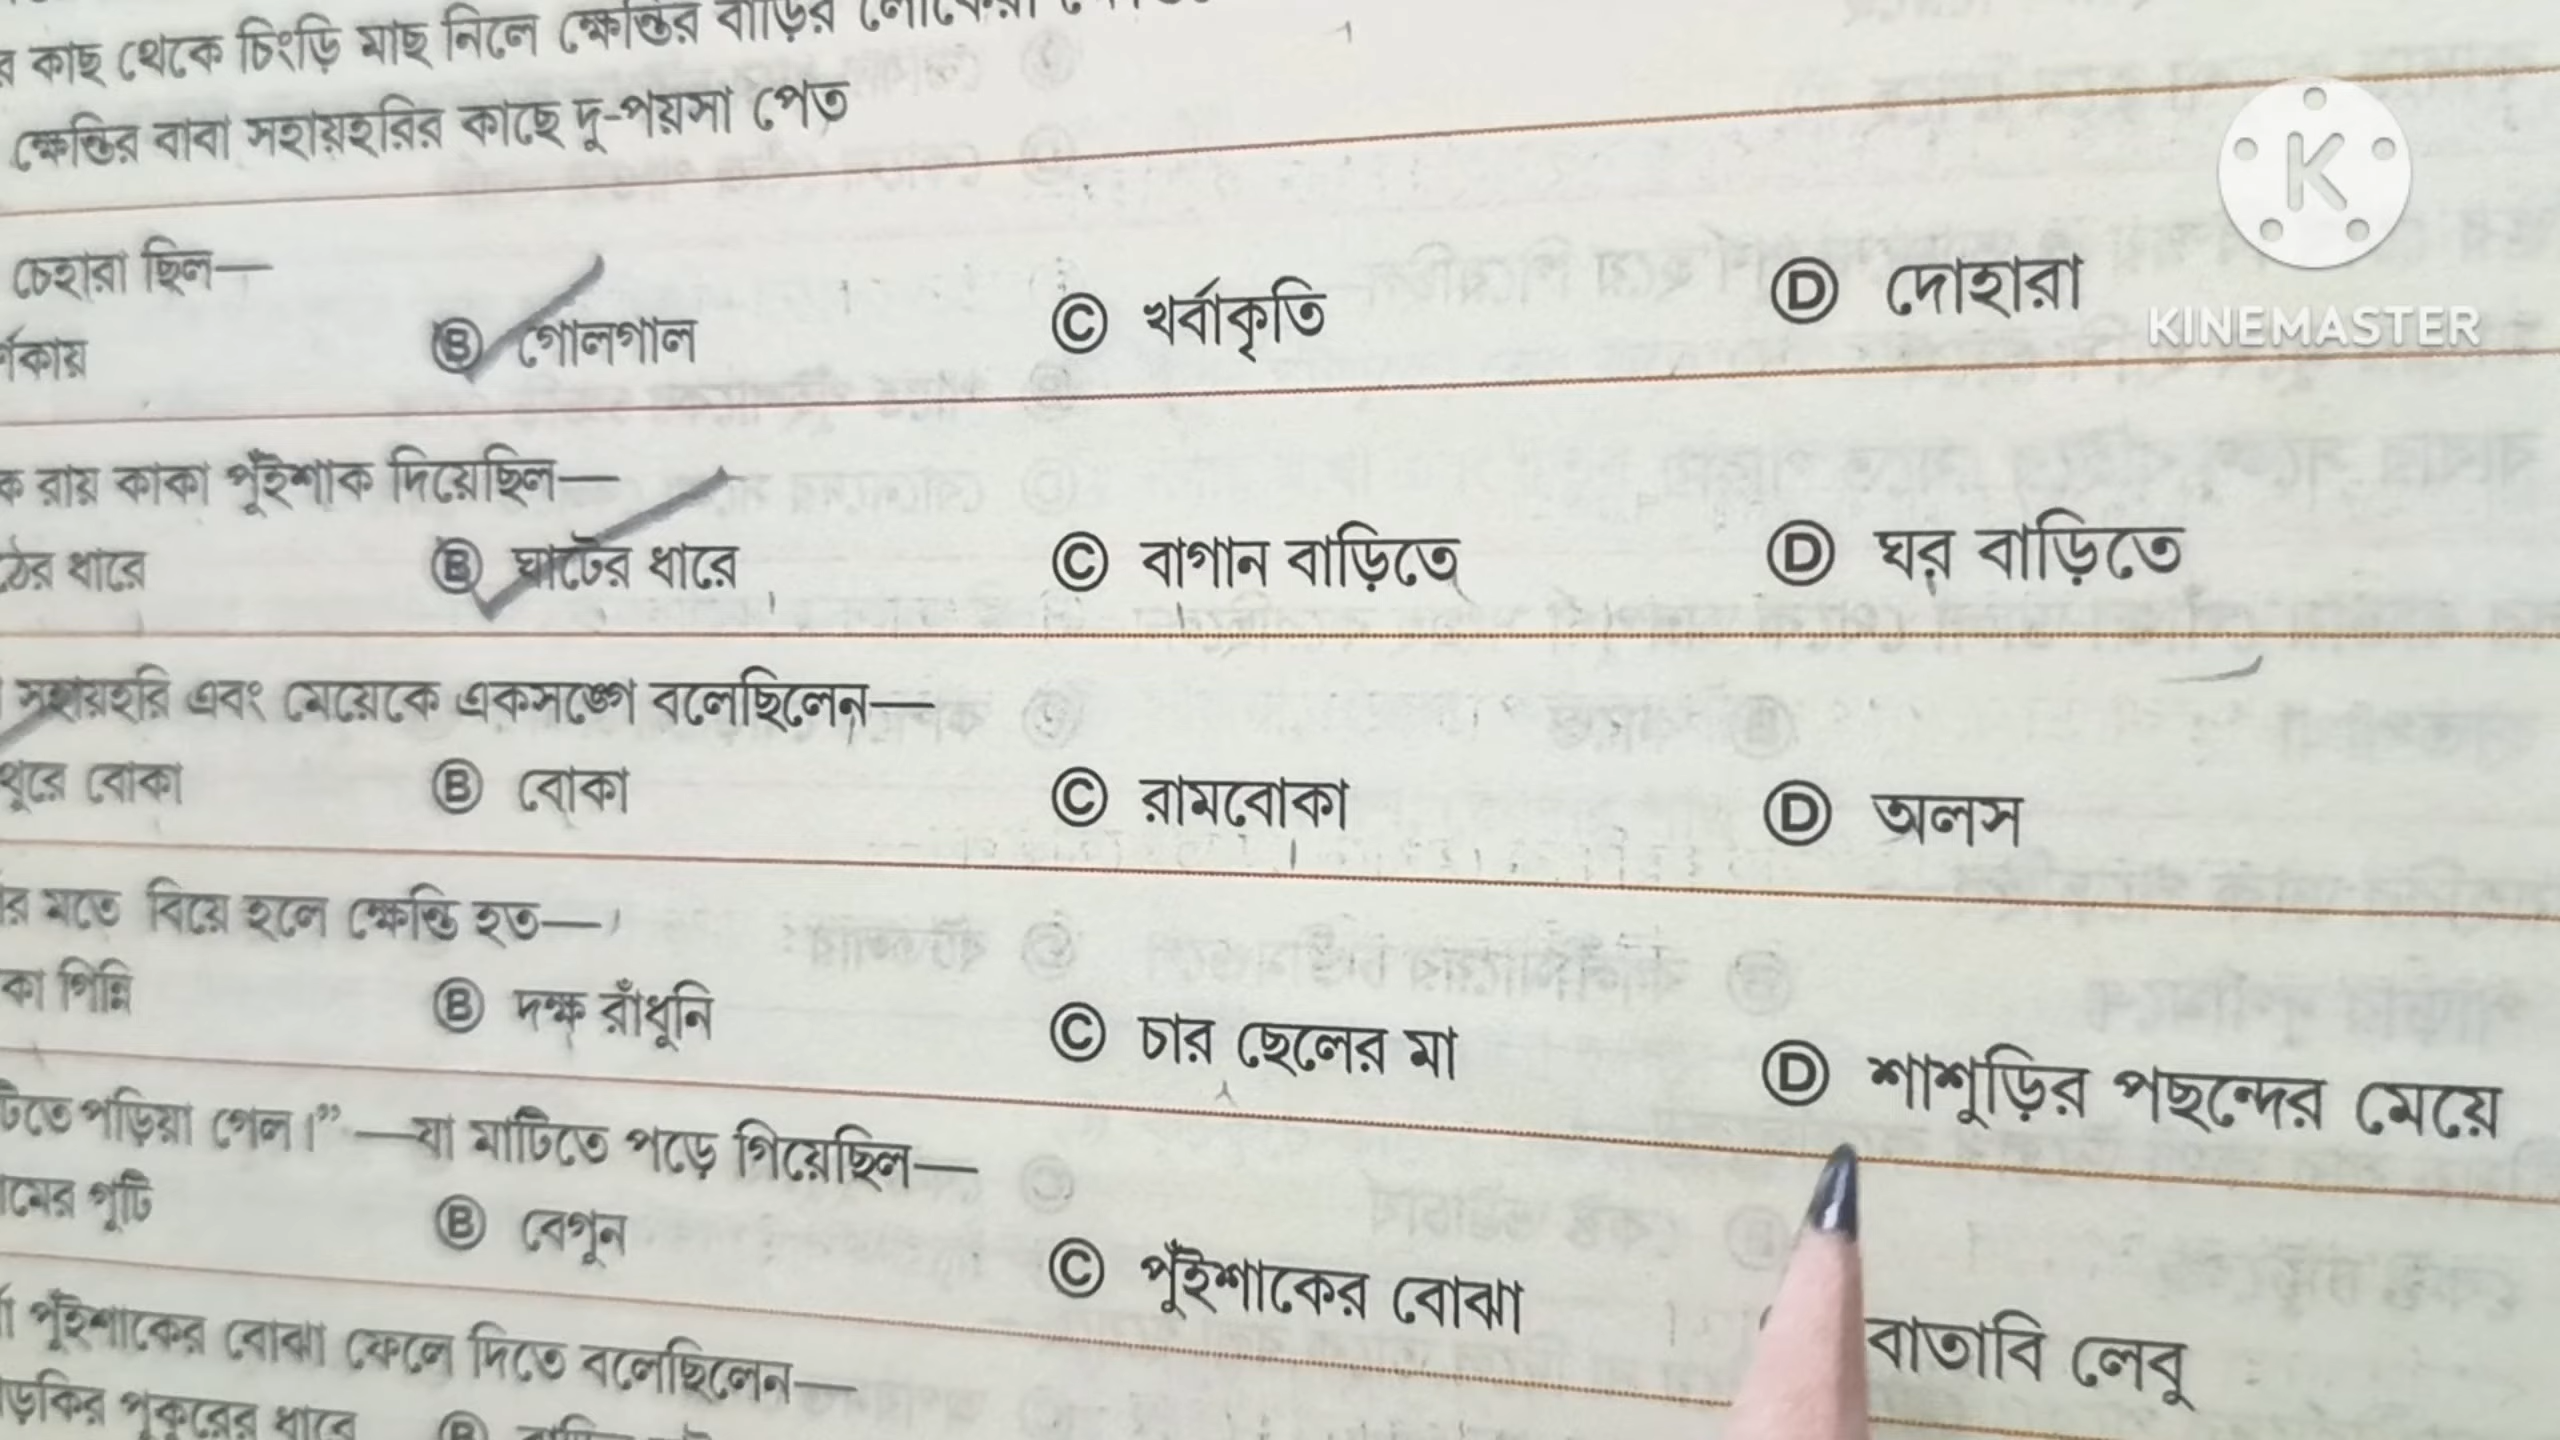 কাছ থেকে চিংড়ি মাছ নিলে ক্ষেন্তির বাড়ির লোকেরা
ক্ষেন্তির বাবা সহায়হরির কাছে দু-পয়সা পেত
চেহারা ছিল—
র্ণকায় Ⓑ গোলগাল Ⓒ খর্বাকৃতি Ⓓ দোহারা
ক রায় কাকা পুঁইশাক দিয়েছিল—
ঠের ধারে Ⓑ ঘাটের ধারে Ⓒ বাগান বাড়িতে Ⓓ ঘর বাড়িতে
সহায়হরি এবং মেয়েকে একসঙ্গে বলেছিলেন—
থুরে বোকা Ⓑ বোকা Ⓒ রামবোকা Ⓓ অলস
র মতে বিয়ে হলে ক্ষেন্তি হত—
কা গিন্নি Ⓑ দক্ষ রাঁধুনি Ⓒ চার ছেলের মা Ⓓ শাশুড়ির পছন্দের মেয়ে
টিতে পড়িয়া গেল।” —যা মাটিতে পড়ে গিয়েছিল—
মের পুটি Ⓑ বেগুন Ⓒ পুঁইশাকের বোঝা বাতাবি লেবু
পুঁইশাকের বোঝা ফেলে দিতে বলেছিলেন—
ড়কির পুকুরের ধারে Ⓑ
K
KINEMASTER